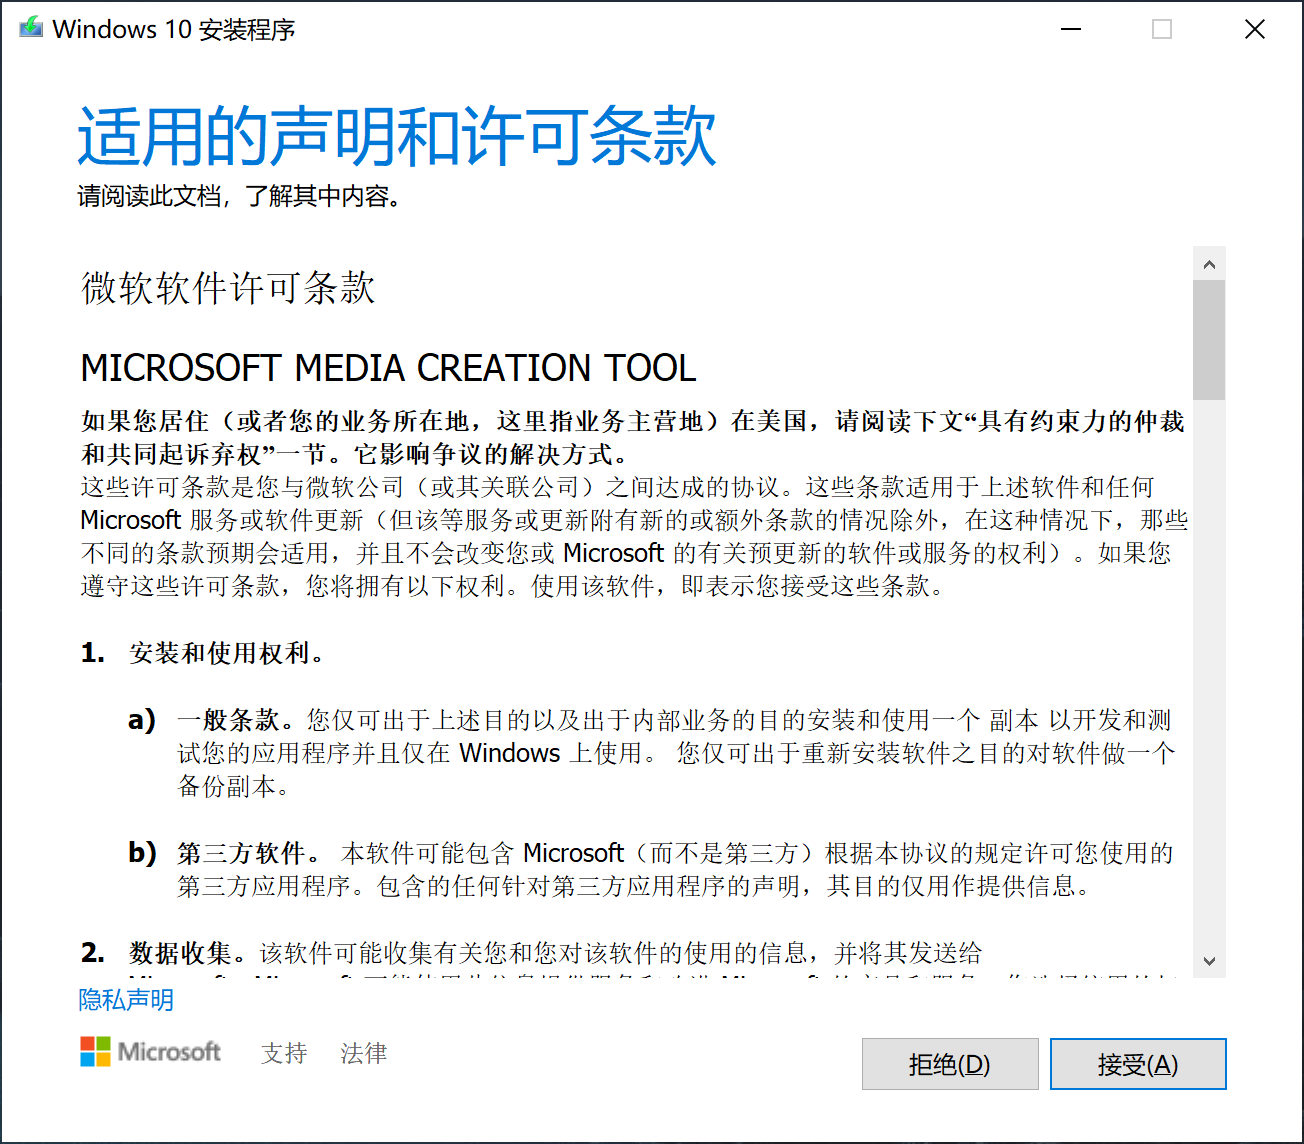 Windows 10 安装程序
适用的声明和许可条款
请阅读此文档，了解其中内容。
微软软件许可条款
MICROSOFT MEDIA CREATION TOOL
如果您居住（或者您的业务所在地，这里指业务主营地）在美国，请阅读下文“具有约束力的仲裁
和共同起诉弃权”一节。它影响争议的解决方式。
这些许可条款是您与微软公司（或其关联公司）之间达成的协议。这些条款适用于上述软件和任何
Microsoft 服务或软件更新（但该等服务或更新附有新的或额外条款的情况除外，在这种情况下，那些
不同的条款预期会适用，并且不会改变您或 Microsoft 的有关预更新的软件或服务的权利）。如果您
遵守这些许可条款，您将拥有以下权利。使用该软件，即表示您接受这些条款。
1. 安装和使用权利。
a) 一般条款。您仅可出于上述目的以及出于内部业务的目的安装和使用一个 副本 以开发和测
试您的应用程序并且仅在 Windows 上使用。 您仅可出于重新安装软件之目的对软件做一个
备份副本。
b) 第三方软件。 本软件可能包含 Microsoft（而不是第三方）根据本协议的规定许可您使用的
第三方应用程序。包含的任何针对第三方应用程序的声明，其目的仅用作提供信息。
2. 数据收集。该软件可能收集有关您和您对该软件的使用的信息，并将其发送给
隐私声明
Microsoft 支持 法律
拒绝(D) 接受(A)